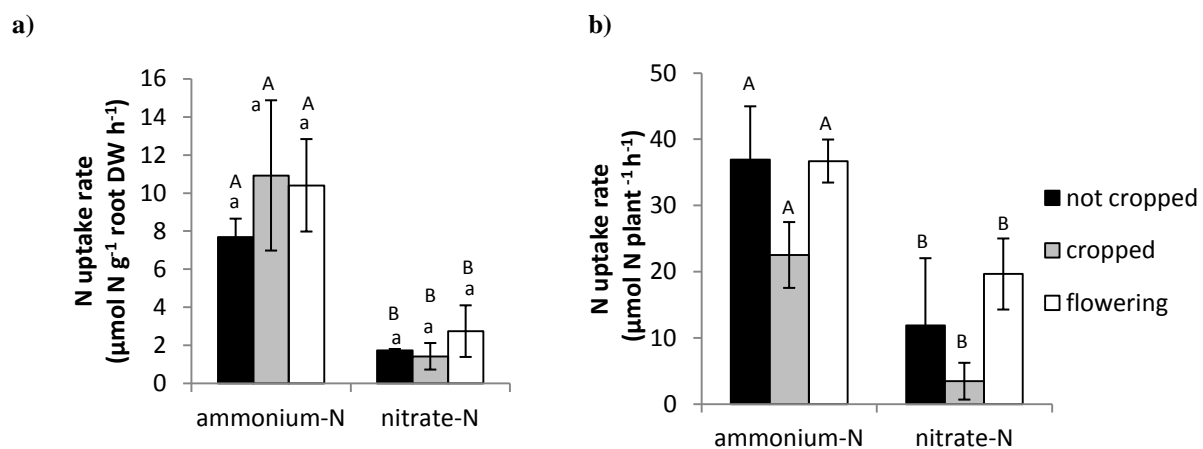 a)
N uptake rate
(µmol N g⁻¹ root DW h⁻¹)
16
14
12
10
8
6
4
2
0
A
a
A
a
A
a
B
a
B
a
B
a
ammonium-N
nitrate-N
b)
N uptake rate
(µmol N plant ⁻¹ h⁻¹)
50
40
30
20
10
0
A
A
A
B
B
B
ammonium-N
nitrate-N
not cropped
cropped
flowering